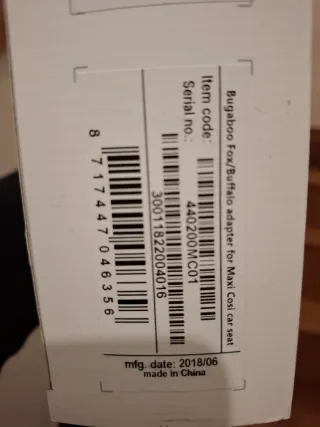 Bugaboo Fox/Buffalo adapter for Maxi Cosi car seat
Item code:
440200MC01
Serial no.:
30011822004016
8 717447 046356
mfg. date: 2018/06
made in China